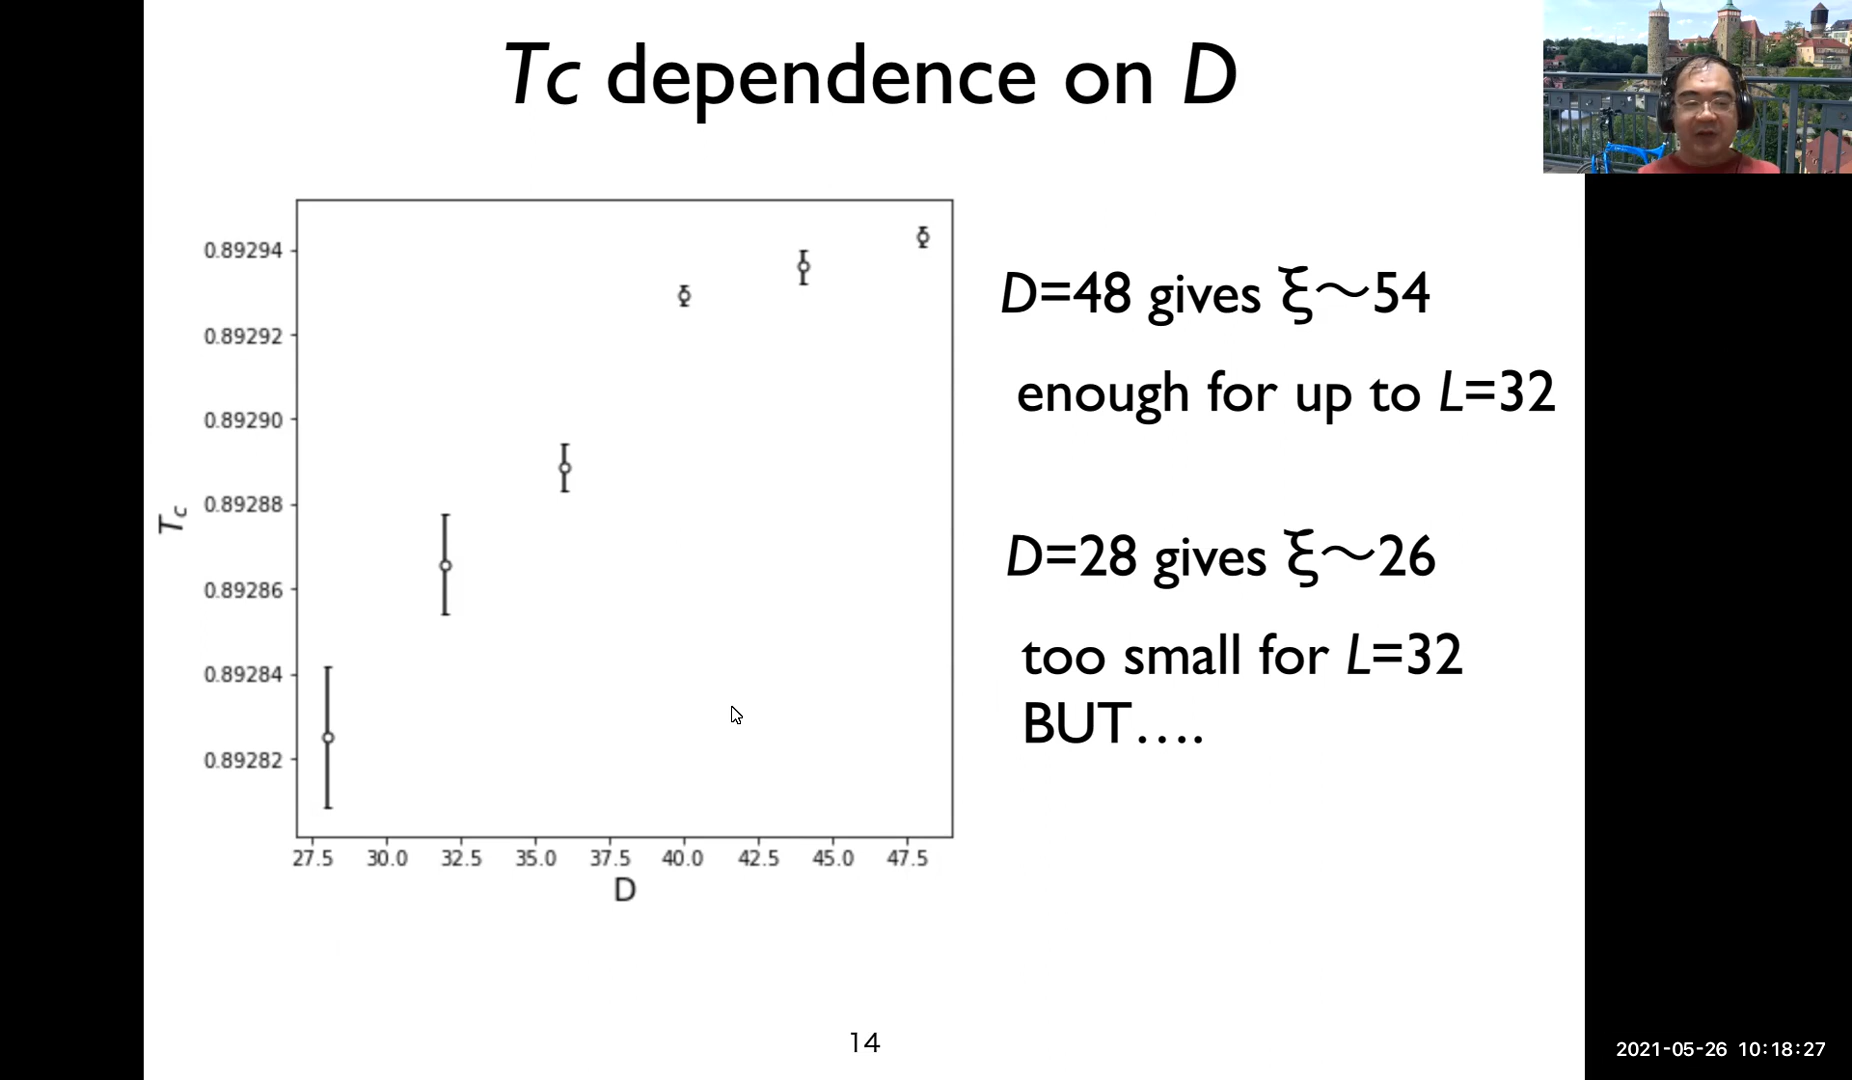 Tc dependence on D
0.89294
0.89292
0.89290
0.89288
0.89286
0.89284
0.89282
Tc
27.5 30.0 32.5 35.0 37.5 40.0 42.5 45.0 47.5
D
D=48 gives ξ～54
enough for up to L=32
D=28 gives ξ～26
too small for L=32
BUT....
14
2021-05-26 10:18:27